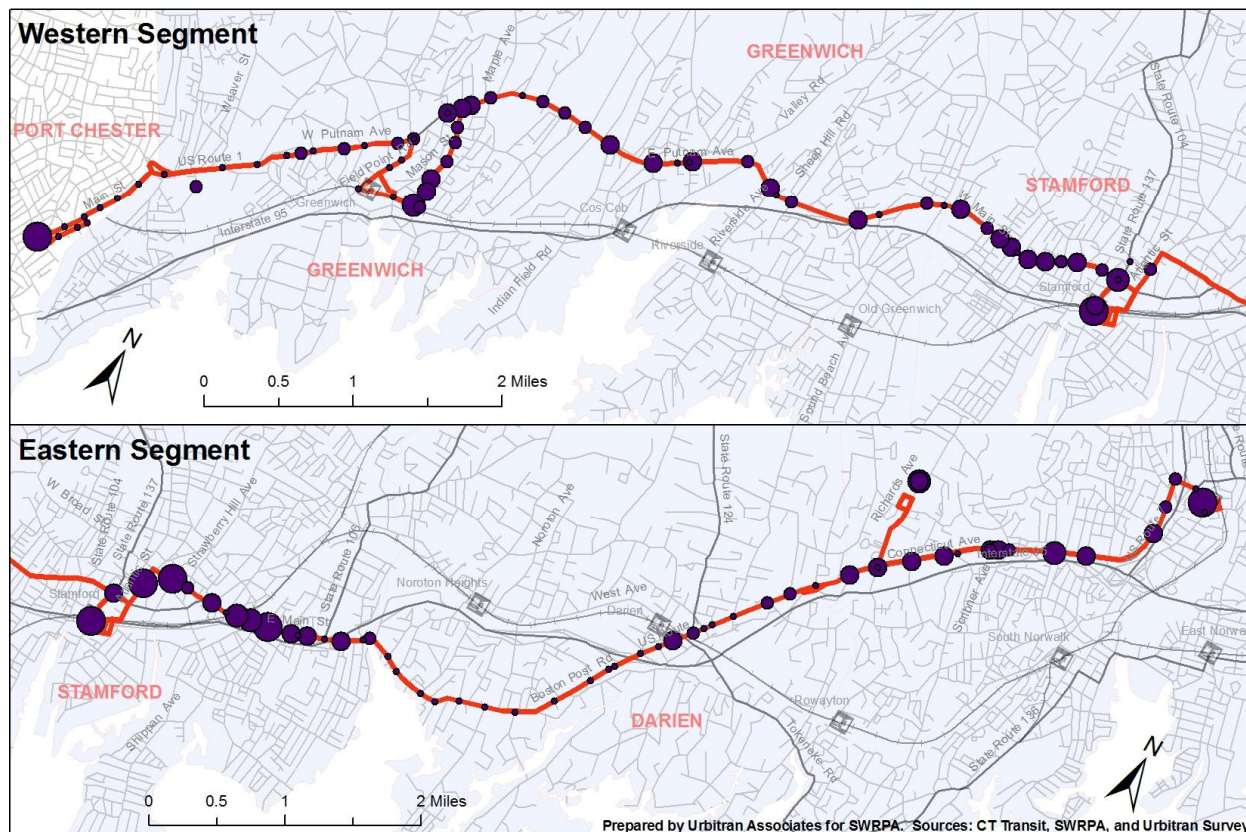 Western Segment
GREENWICH
Maple Ave
Weaver St
Valley Rd
Sheep Hill Rd
State Route 104
PORT CHESTER
W Putnam Ave
US Route 1
Mason St
Field Point
E Putnam Ave
STAMFORD
State Route 137
Main St
Greenwich
Interstate 95
Cos Cob
Riverside Ave
W Main St
Atlantic St
Riverside
Stamford
GREENWICH
Indian Field Rd
Old Greenwich
Sound Beach Ave
N
0 0.5 1 2 Miles
Eastern Segment
W Broad St
State Route 104
State Route 137
Strawberry Hill Ave
State Route 106
Noroton Ave
State Route 124
Richards Ave
Connecticut Ave
Interstate 95
State Route
US Route
Stamford
Noroton Heights
West Ave
Darien
US Route
E Main St
Scribner Ave
South Norwalk
East Norwa
STAMFORD
Shippan Ave
Boston Post Rd
DARIEN
Rowayton
Tokeneke Rd
State Route 136
N
0 0.5 1 2 Miles
Prepared by Urbitran Associates for SWRPA. Sources: CT Transit, SWRPA, and Urbitran Survey